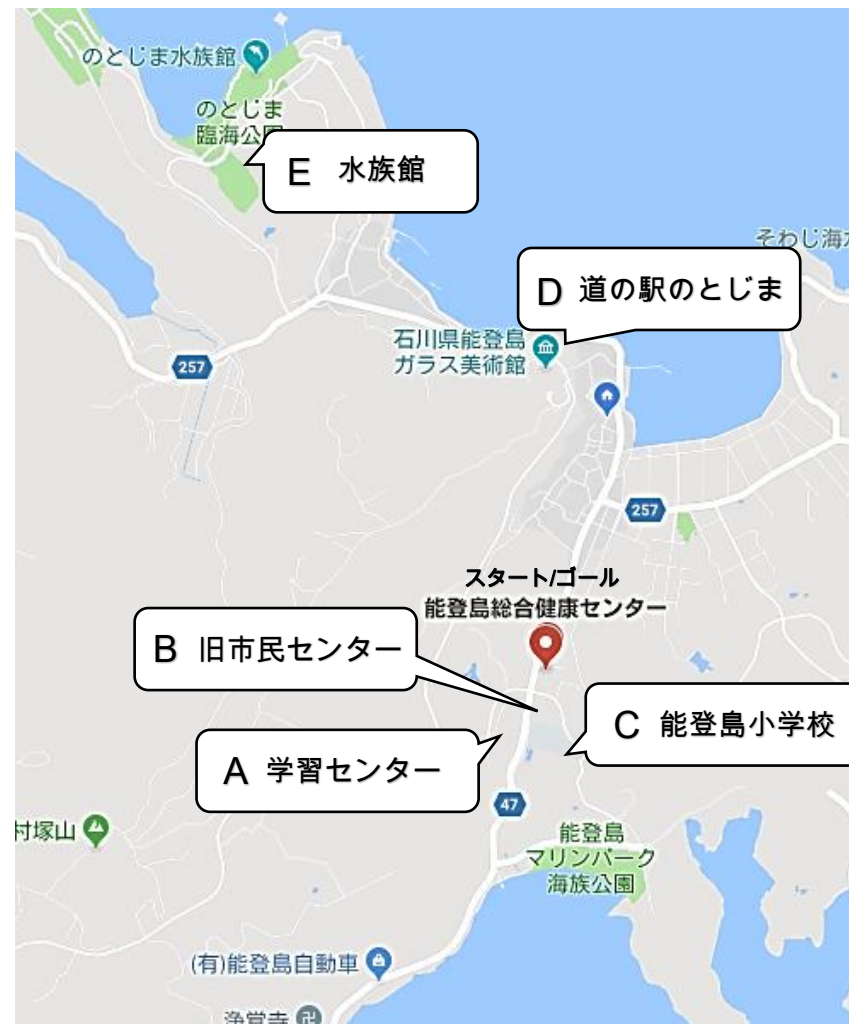 のとじま水族館
のとじま
臨海公園
E 水族館
そわじ海水
D 道の駅のとじま
石川県能登島
ガラス美術館
257
257
スタート/ゴール
能登島総合健康センター
B 旧市民センター
C 能登島小学校
A 学習センター
47
村塚山
能登島
マリンパーク
海族公園
(有)能登島自動車
浄覚寺